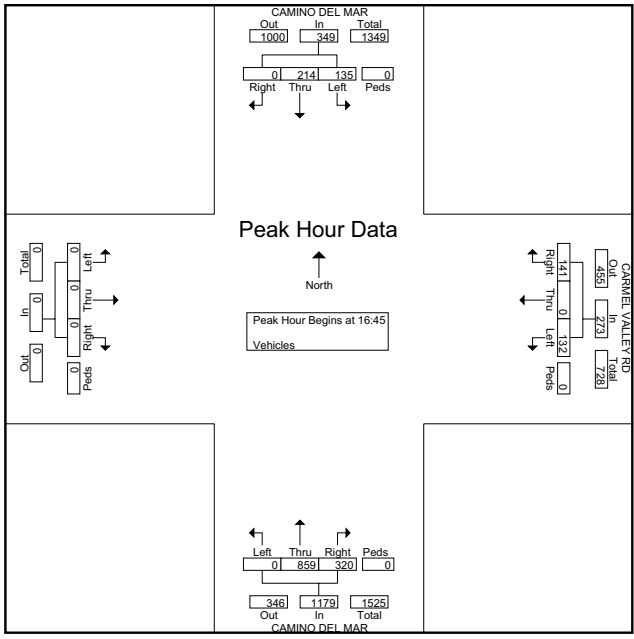 CAMINO DEL MAR
Out In Total
1000 349 1349
0 214 135 0
Right Thru Left Peds
Peak Hour Data
North
Peak Hour Begins at 16:45
Vehicles
Total In Out
0 0 0
0 0 0 0
Left Thru Right Peds
CARMEL VALLEY RD
Out In Total
455 273 728
141 0 132 0
Right Thru Left Peds
Left Thru Right Peds
0 859 320 0
346 1179 1525
Out In Total
CAMINO DEL MAR